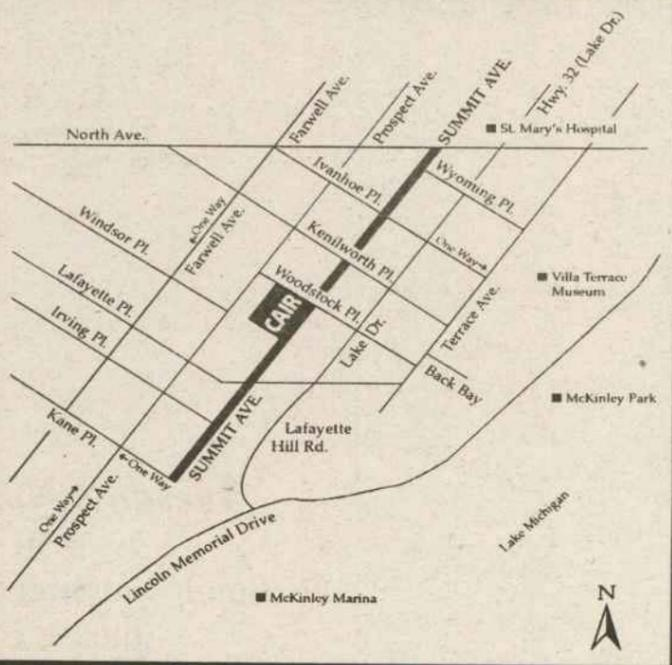 Hwy. 32 (Lake Dr.)
Farwell Ave.
Prospect Ave.
SUMMIT AVE.
St. Mary's Hospital
North Ave.
Ivanhoe Pl.
Wyoming Pl.
←One Way
Farwell Ave.
Windsor Pl.
Kenilworth Pl.
One Way→
Lafayette Pl.
Woodstock Pl.
Villa Terrace
Museum
CAIR
Terrace Ave.
Irving Pl.
Lake Dr.
Back Bay
McKinley Park
Kane Pl.
SUMMIT AVE.
Lafayette
Hill Rd.
←One Way
One Way→
Prospect Ave.
Lake Michigan
Lincoln Memorial Drive
McKinley Marina
N